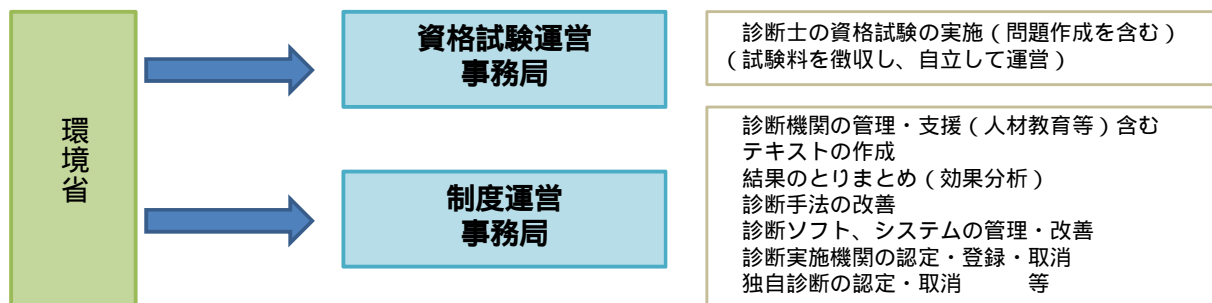 環境省
資格試験運営
事務局
診断士の資格試験の実施(問題作成を含む)
(試験料を徴収し、自立して運営)
制度運営
事務局
診断機関の管理・支援(人材教育等)含む
テキストの作成
結果のとりまとめ(効果分析)
診断手法の改善
診断ソフト、システムの管理・改善
診断実施機関の認定・登録・取消
独自診断の認定・取消　　等